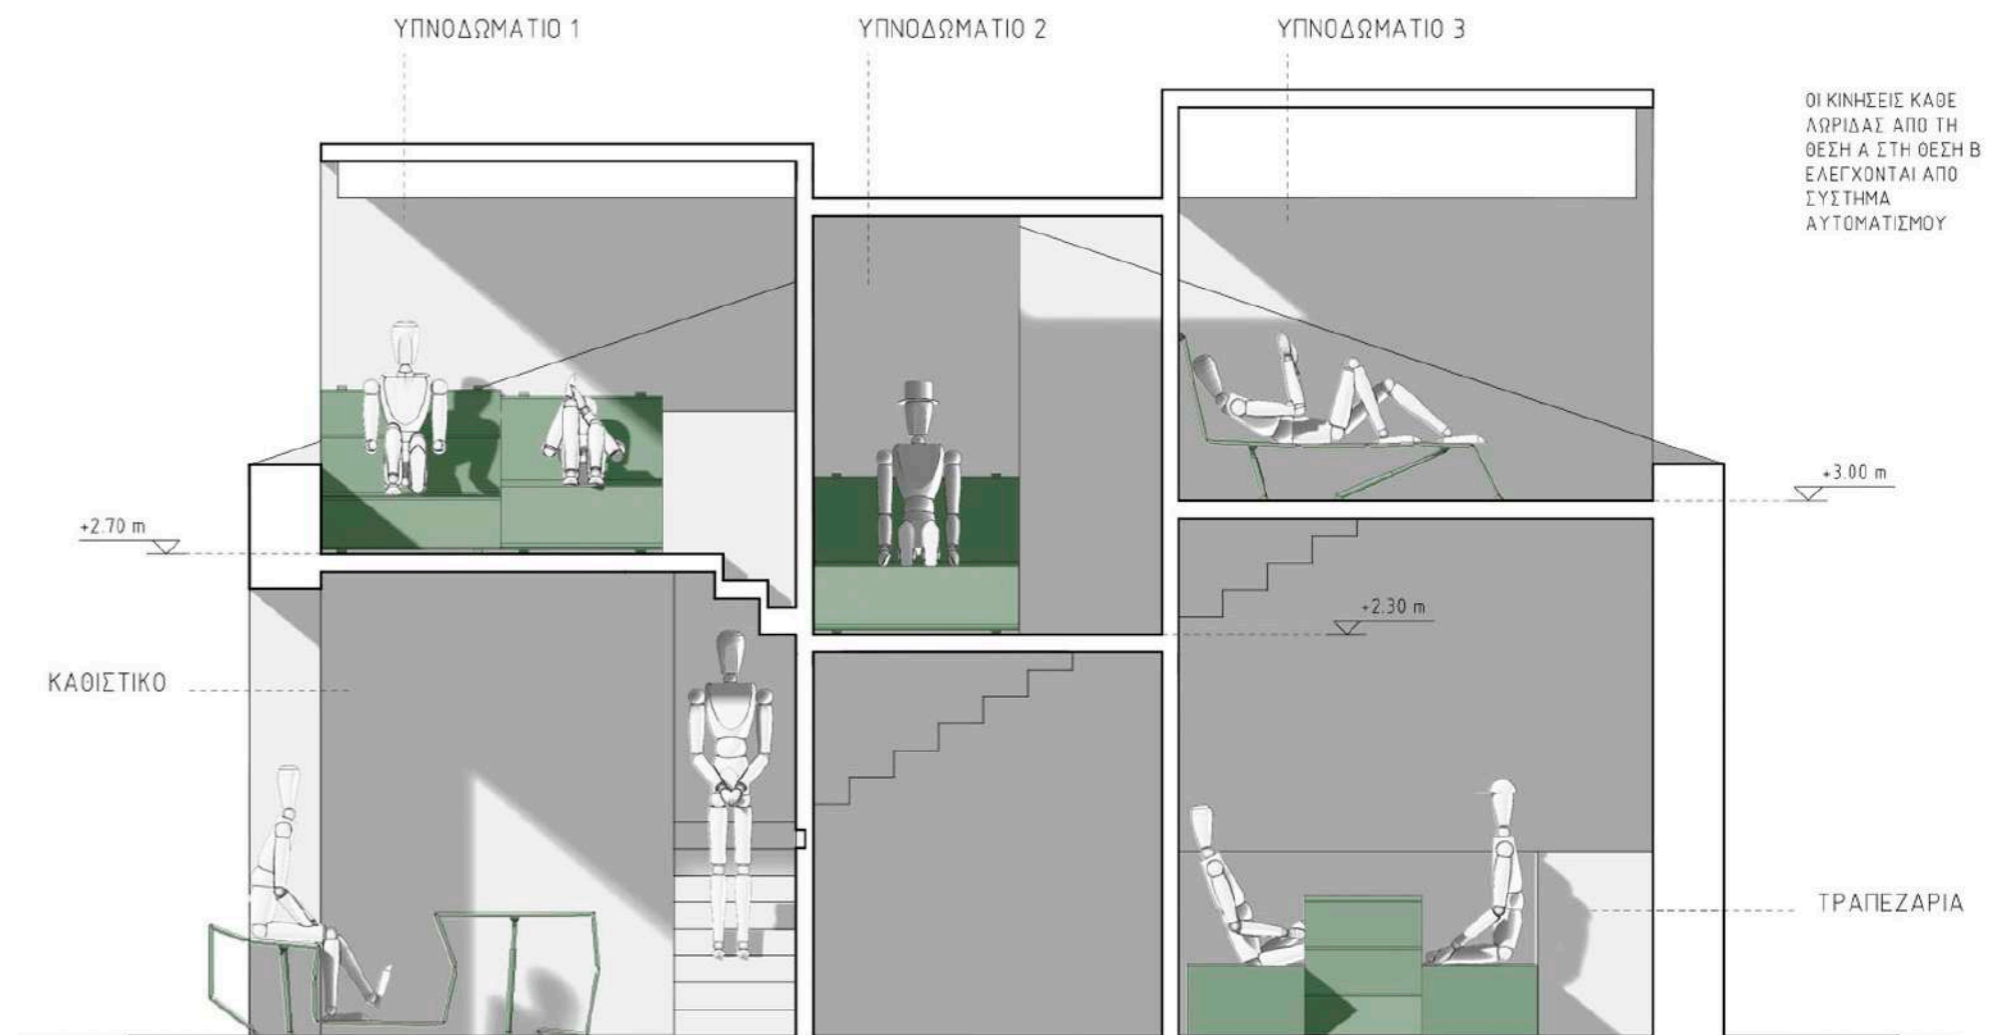 ΥΠΝΟΔΩΜΑΤΙΟ 1
ΥΠΝΟΔΩΜΑΤΙΟ 2
ΥΠΝΟΔΩΜΑΤΙΟ 3
ΟΙ ΚΙΝΗΣΕΙΣ ΚΑΘΕ
ΛΩΡΙΔΑΣ ΑΠΟ ΤΗ
ΘΕΣΗ Α ΣΤΗ ΘΕΣΗ Β
ΕΛΕΓΧΟΝΤΑΙ ΑΠΟ
ΣΥΣΤΗΜΑ
ΑΥΤΟΜΑΤΙΣΜΟΥ
+3.00 m
+2.70 m
+2.30 m
ΚΑΘΙΣΤΙΚΟ
ΤΡΑΠΕΖΑΡΙΑ